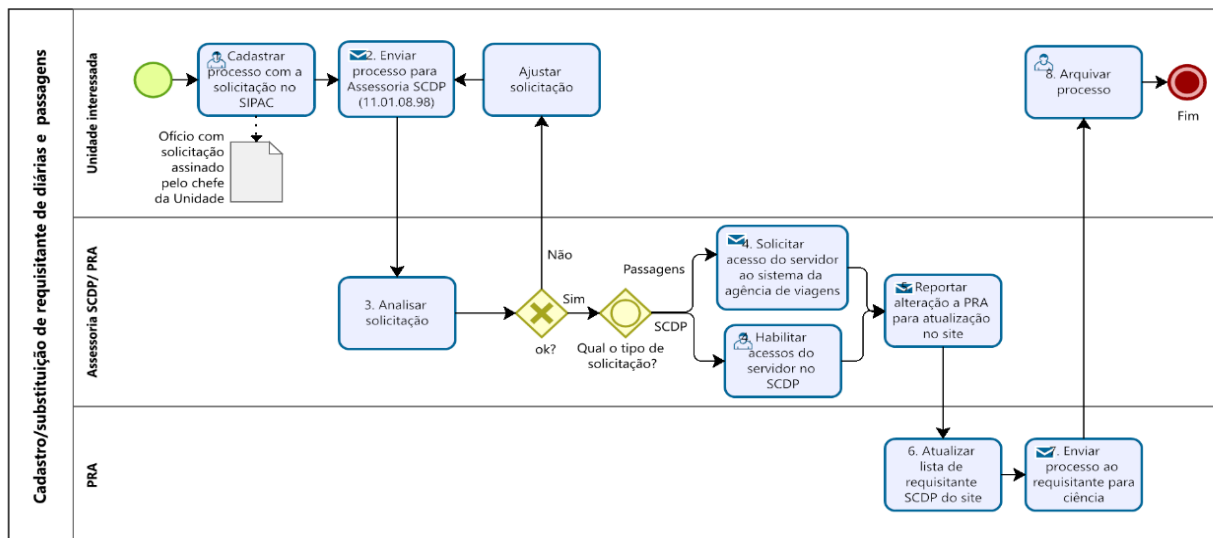 Cadastro/substituição de requisitante de diárias e passagens
Unidade interessada
Cadastrar
processo com a
solicitação no
SIPAC
Ofício com
solicitação
assinado
pelo chefe
da Unidade
2. Enviar
processo para
Assessoria SCDP
(11.01.08.98)
Ajustar
solicitação
8. Arquivar
processo
Fim
Assessoria SCDP/ PRA
3. Analisar
solicitação
Não
ok?
Sim
Qual o tipo de
solicitação?
Passagens
SCDP
4. Solicitar
acesso do servidor
ao sistema da
agência de viagens
Habilitar
acessos do
servidor no
SCDP
Reportar
alteração a PRA
para atualização
no site
PRA
6. Atualizar
lista de
requisitante
SCDP do site
7. Enviar
processo ao
requisitante para
ciência